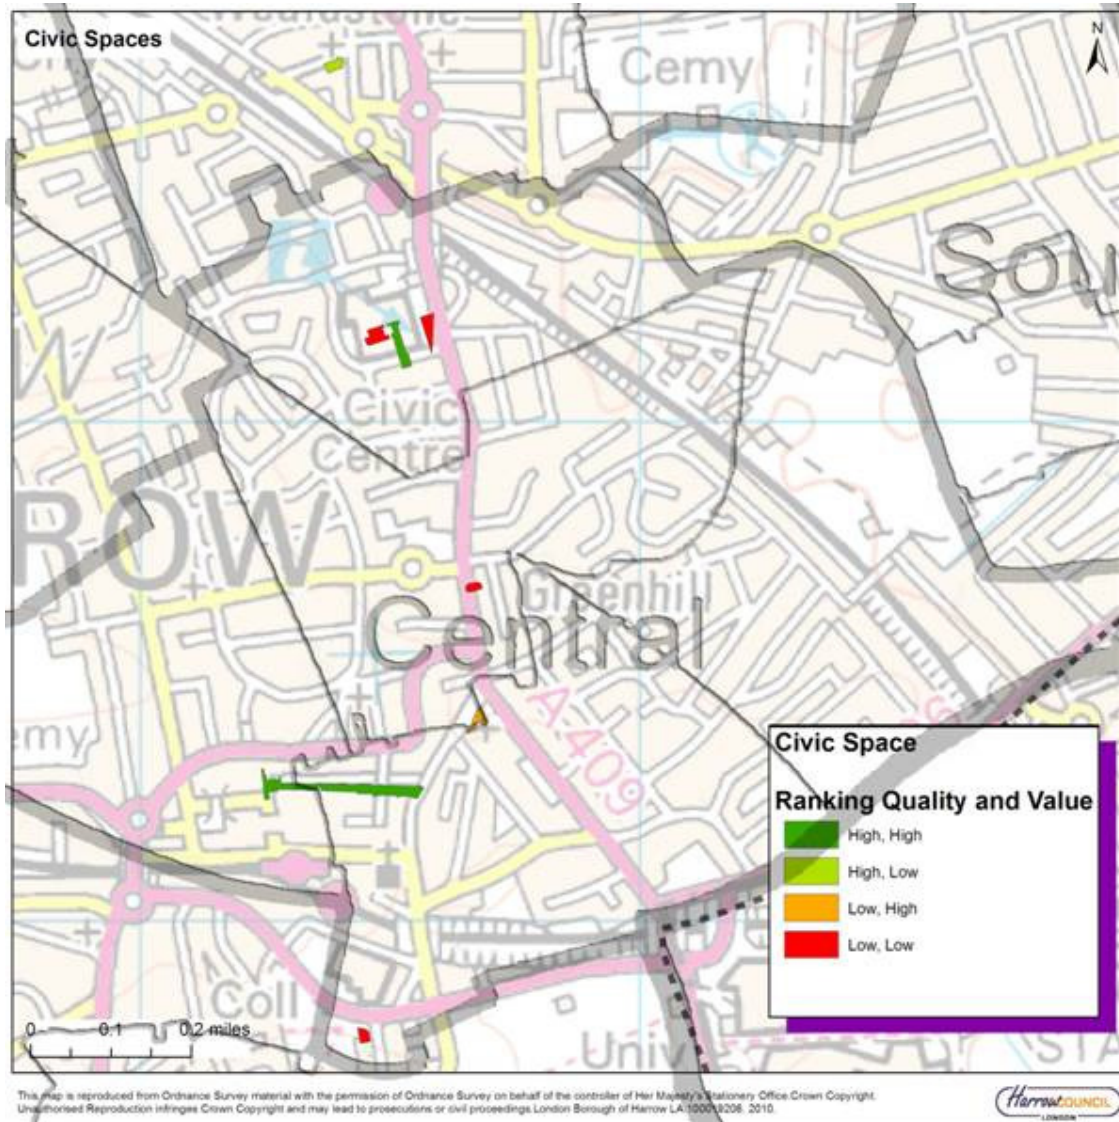 Civic Spaces
N
Cemy
Sou
W
Civic
Centre
ROW
Greenhill
Central
A 409
emy
Civic Space
Ranking Quality and Value
High, High
High, Low
Low, High
Low, Low
Coll
0 0.1 0.2 miles
Univ
STA
This map is reproduced from Ordnance Survey material with the permission of Ordnance Survey on behalf of the controller of Her Majesty's Stationery Office.Crown Copyright.
Unauthorised Reproduction infringes Crown Copyright and may lead to prosecutions or civil proceedings.London Borough of Harrow LA.100019206. 2010.
HarrowCOUNCIL
LONDON